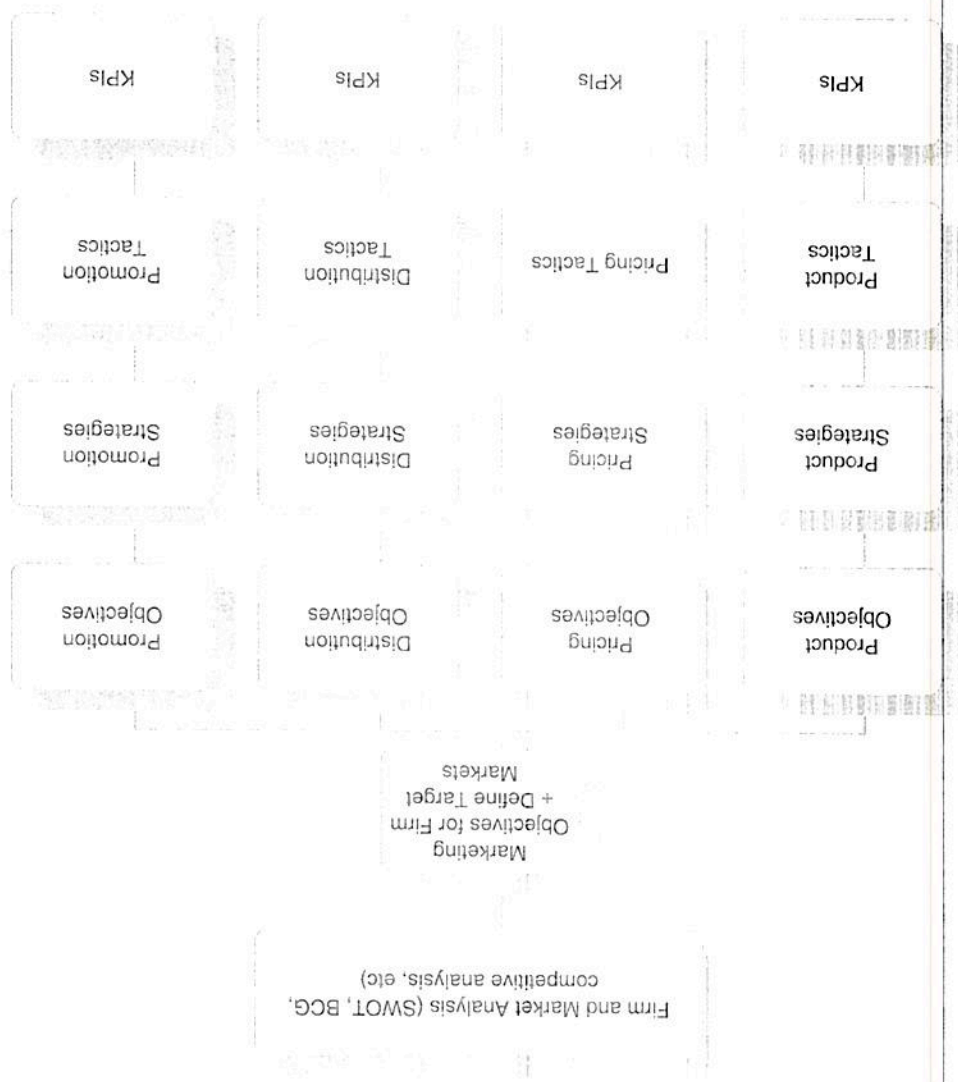 Firm and Market Analysis (SWOT, BCG,
competitive analysis, etc)
Marketing
Objectives for Firm
+ Define Target
Markets
Product
Objectives
Pricing
Objectives
Distribution
Objectives
Promotion
Objectives
Product
Strategies
Pricing
Strategies
Distribution
Strategies
Promotion
Strategies
Product
Tactics
Pricing Tactics
Distribution
Tactics
Promotion
Tactics
KPIs
KPIs
KPIs
KPIs